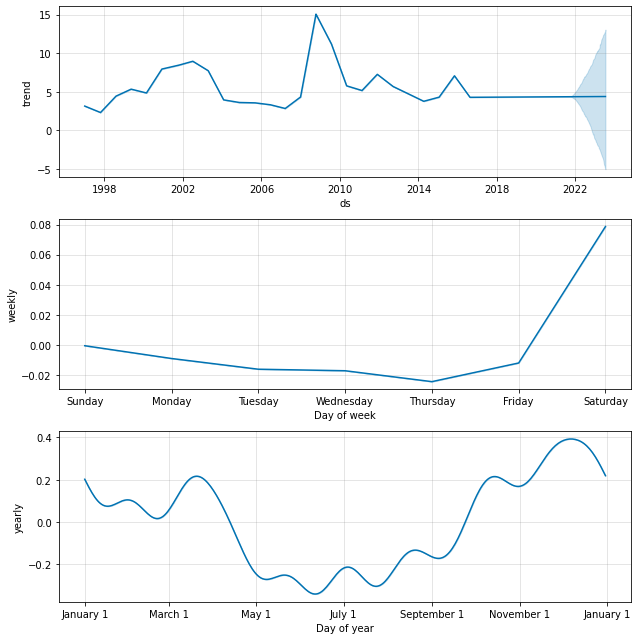 15
10
5
0
−5
trend
1998 2002 2006 2010 2014 2018 2022
ds
0.08
0.06
0.04
0.02
0.00
−0.02
weekly
Sunday Monday Tuesday Wednesday Thursday Friday Saturday
Day of week
0.4
0.2
0.0
−0.2
yearly
January 1 March 1 May 1 July 1 September 1 November 1 January 1
Day of year